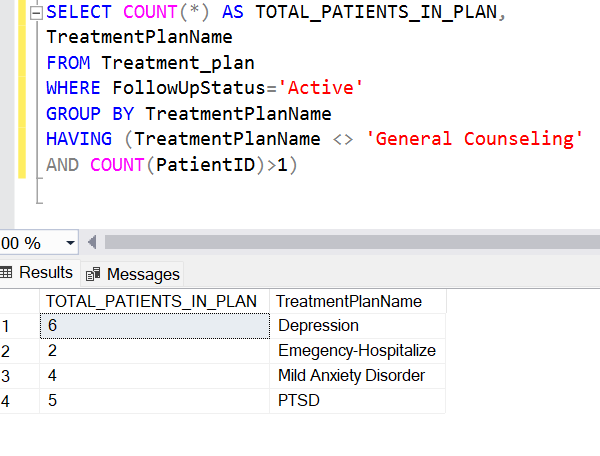 SELECT COUNT(*) AS TOTAL_PATIENTS_IN_PLAN,
TreatmentPlanName
FROM Treatment_plan
WHERE FollowUpStatus='Active'
GROUP BY TreatmentPlanName
HAVING (TreatmentPlanName <> 'General Counseling'
AND COUNT(PatientID)>1)
00 %
Results Messages
TOTAL_PATIENTS_IN_PLAN TreatmentPlanName
1 6 Depression
2 2 Emegency-Hospitalize
3 4 Mild Anxiety Disorder
4 5 PTSD